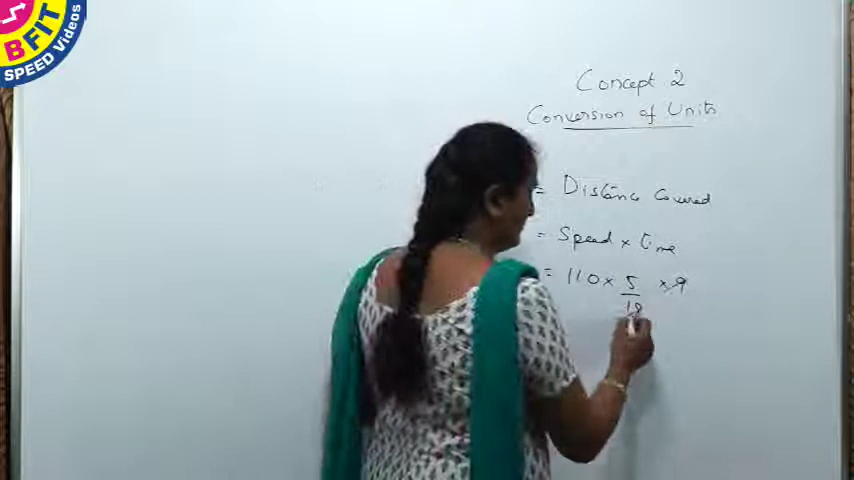 BFIT
SPEED Videos
Concept 2
Conversion of Units
= Distance Covered
= Speed x time
= 110 x 5/18 x 9